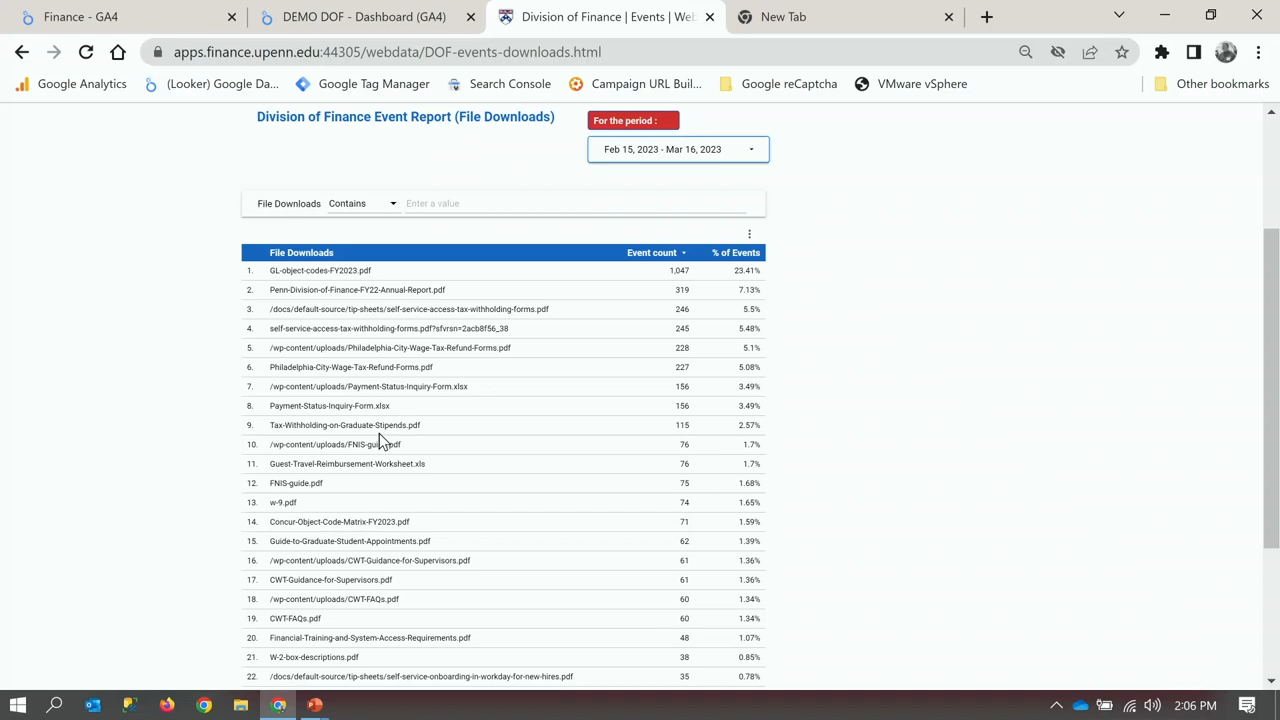 Finance - GA4
DEMO DOF - Dashboard (GA4)
Division of Finance | Events | Web
New Tab
apps.finance.upenn.edu:44305/webdata/DOF-events-downloads.html
Google Analytics
(Looker) Google Da...
Google Tag Manager
Search Console
Campaign URL Buil...
Google reCaptcha
VMware vSphere
Other bookmarks
Division of Finance Event Report (File Downloads)
For the period :
Feb 15, 2023 - Mar 16, 2023
File Downloads Contains Enter a value
File Downloads Event count % of Events
1. GL-object-codes-FY2023.pdf 1,047 23.41%
2. Penn-Division-of-Finance-FY22-Annual-Report.pdf 319 7.13%
3. /docs/default-source/tip-sheets/self-service-access-tax-withholding-forms.pdf 246 5.5%
4. self-service-access-tax-withholding-forms.pdf?sfvrsn=2acb8f56_38 245 5.48%
5. /wp-content/uploads/Philadelphia-City-Wage-Tax-Refund-Forms.pdf 228 5.1%
6. Philadelphia-City-Wage-Tax-Refund-Forms.pdf 227 5.08%
7. /wp-content/uploads/Payment-Status-Inquiry-Form.xlsx 156 3.49%
8. Payment-Status-Inquiry-Form.xlsx 156 3.49%
9. Tax-Withholding-on-Graduate-Stipends.pdf 115 2.57%
10. /wp-content/uploads/FNIS-guide.pdf 76 1.7%
11. Guest-Travel-Reimbursement-Worksheet.xls 76 1.7%
12. FNIS-guide.pdf 75 1.68%
13. w-9.pdf 74 1.65%
14. Concur-Object-Code-Matrix-FY2023.pdf 71 1.59%
15. Guide-to-Graduate-Student-Appointments.pdf 62 1.39%
16. /wp-content/uploads/CWT-Guidance-for-Supervisors.pdf 61 1.36%
17. CWT-Guidance-for-Supervisors.pdf 61 1.36%
18. /wp-content/uploads/CWT-FAQs.pdf 60 1.34%
19. CWT-FAQs.pdf 60 1.34%
20. Financial-Training-and-System-Access-Requirements.pdf 48 1.07%
21. W-2-box-descriptions.pdf 38 0.85%
22. /docs/default-source/tip-sheets/self-service-onboarding-in-workday-for-new-hires.pdf 35 0.78%
2:06 PM